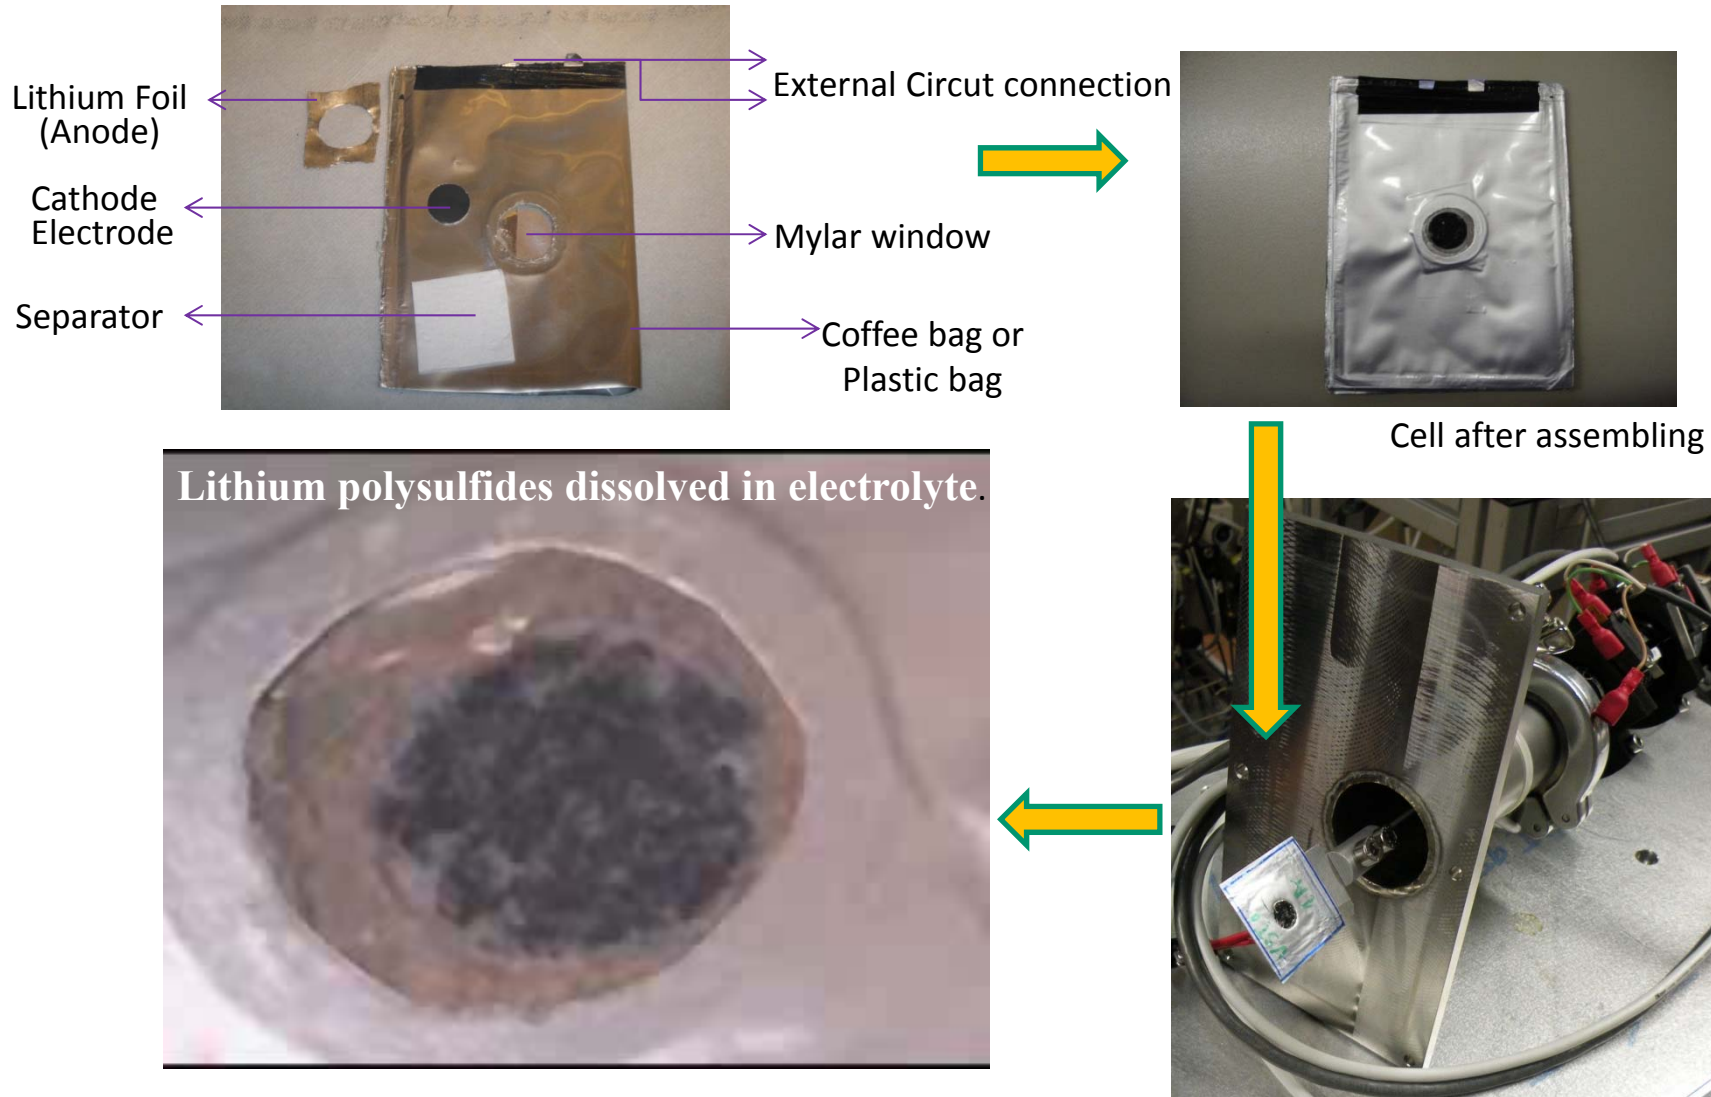 Lithium Foil
(Anode)
Cathode
Electrode
Separator
External Circut connection
Mylar window
Coffee bag or
Plastic bag
Cell after assembling
Lithium polysulfides dissolved in electrolyte.